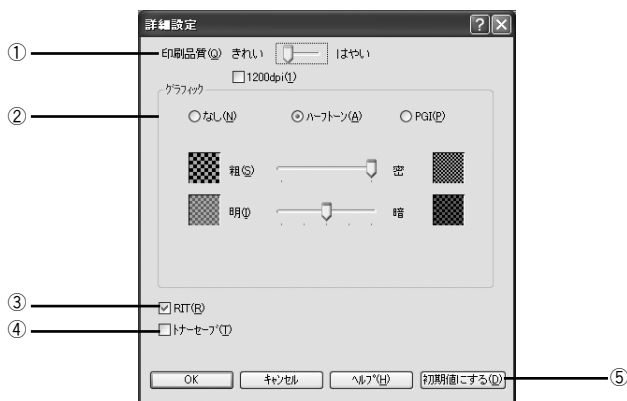 詳細設定
① 印刷品質(Q) きれい はやい
1200dpi(1)
グラフィック
② なし(N) ハーフトーン(A) PGI(P)
粗(S) 密
明(I) 暗
③ RIT(R)
④ トナーセーブ(T)
OK キャンセル ヘルプ(H) 初期値にする(D) ⑤